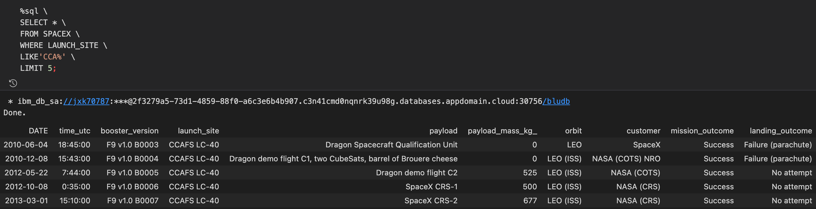 %sql \
SELECT * \
FROM SPACEX \
WHERE LAUNCH_SITE \
LIKE'CCA%' \
LIMIT 5;
* ibm_db_sa://jxk70787:***@2f3279a5-73d1-4859-88f0-a6c3e6b4b907.c3n41cmd0nqnrk39u98g.databases.appdomain.cloud:30756/bludb
Done.
DATE time_utc booster_version launch_site payload payload_mass_kg_ orbit customer mission_outcome landing_outcome
2010-06-04 18:45:00 F9 v1.0 B0003 CCAFS LC-40 Dragon Spacecraft Qualification Unit 0 LEO SpaceX Success Failure (parachute)
2010-12-08 15:43:00 F9 v1.0 B0004 CCAFS LC-40 Dragon demo flight C1, two CubeSats, barrel of Brouere cheese 0 LEO (ISS) NASA (COTS) NRO Success Failure (parachute)
2012-05-22 7:44:00 F9 v1.0 B0005 CCAFS LC-40 Dragon demo flight C2 525 LEO (ISS) NASA (COTS) Success No attempt
2012-10-08 0:35:00 F9 v1.0 B0006 CCAFS LC-40 SpaceX CRS-1 500 LEO (ISS) NASA (CRS) Success No attempt
2013-03-01 15:10:00 F9 v1.0 B0007 CCAFS LC-40 SpaceX CRS-2 677 LEO (ISS) NASA (CRS) Success No attempt